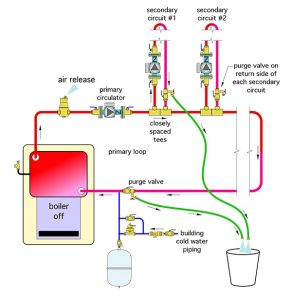 secondary
circuit #1
secondary
circuit #2
air release
primary
circulator
purge valve on
return side of
each secondary
circuit
closely
spaced
tees
primary loop
purge valve
boiler
off
building
cold water
piping